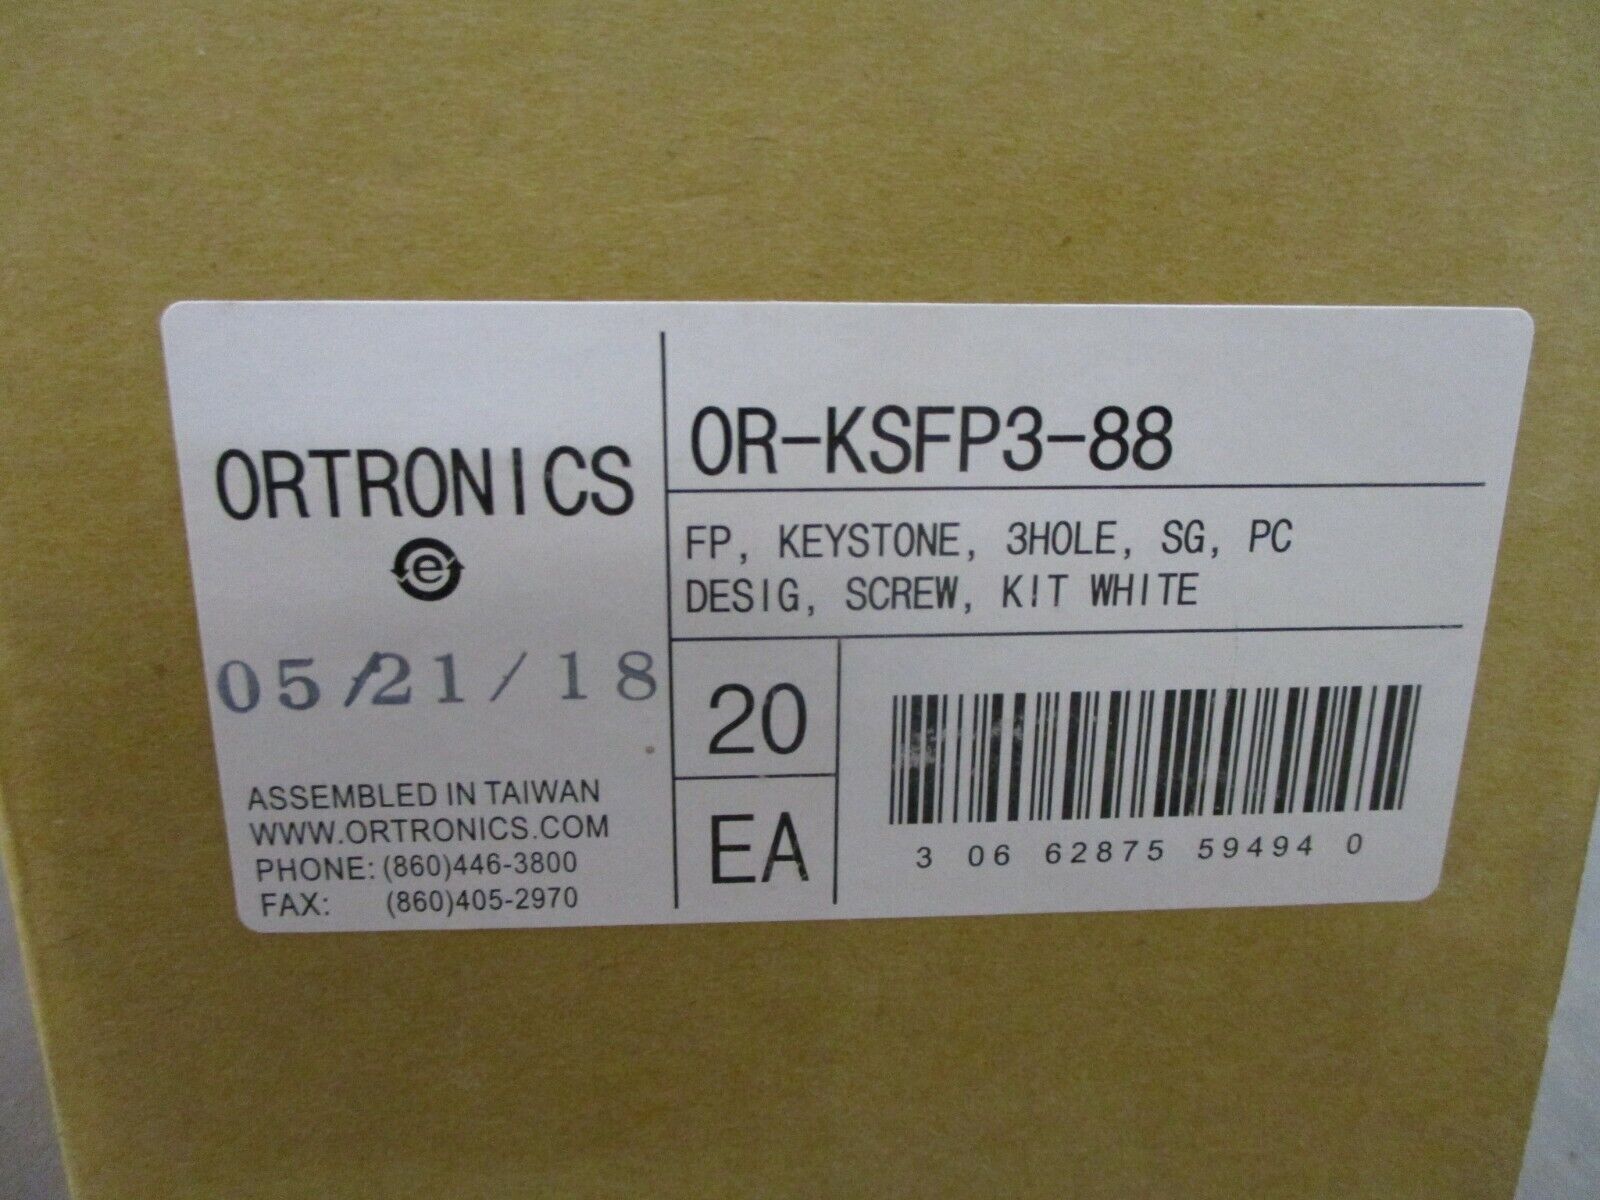 ORTRONICS
e
05/21/18
ASSEMBLED IN TAIWAN
WWW.ORTRONICS.COM
PHONE: (860)446-3800
FAX: (860)405-2970
OR-KSFP3-88
FP, KEYSTONE, 3HOLE, SG, PC
DESIG, SCREW, KIT WHITE
20
EA
3 06 62875 59494 0